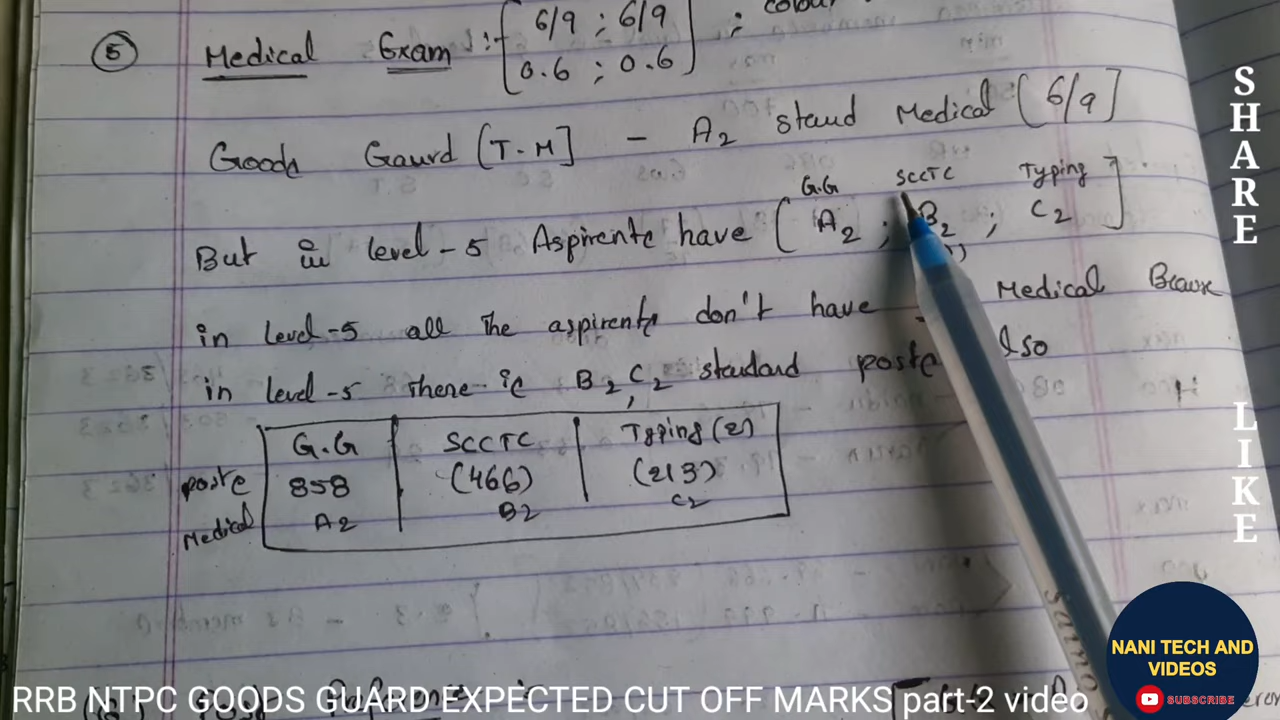 5 Medical Exam :- [ 6/9 ; 6/9 ] ; colour
0.6 ; 0.6
Goods Gaurd [T.M] - A2 stand Medical [ 6/9 ]
G.G SCCTC Typing
But in level-5 Aspirents have [ A2 ; B2 ; C2 ]
in level-5 all the aspirents don't have Medical
in level-5 there is B2, C2 standard posts
G.G SCCTC Typing (2)
posts 858 (466) (213)
Medical A2 B2 C2
SHARE
LIKE
NANI TECH AND
VIDEOS
SUBSCRIBE
RRB NTPC GOODS GUARD EXPECTED CUT OFF MARKS part-2 video